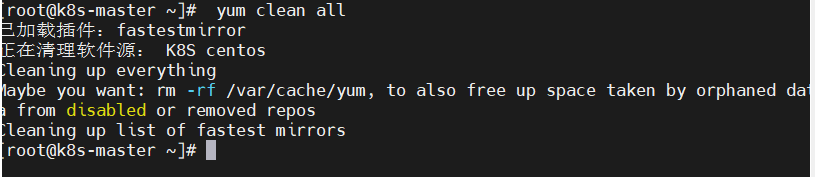 [root@k8s-master ~]#  yum clean all
已加载插件：fastestmirror
正在清理软件源： K8S centos
Cleaning up everything
Maybe you want: rm -rf /var/cache/yum, to also free up space taken by orphaned dat
a from disabled or removed repos
Cleaning up list of fastest mirrors
[root@k8s-master ~]#